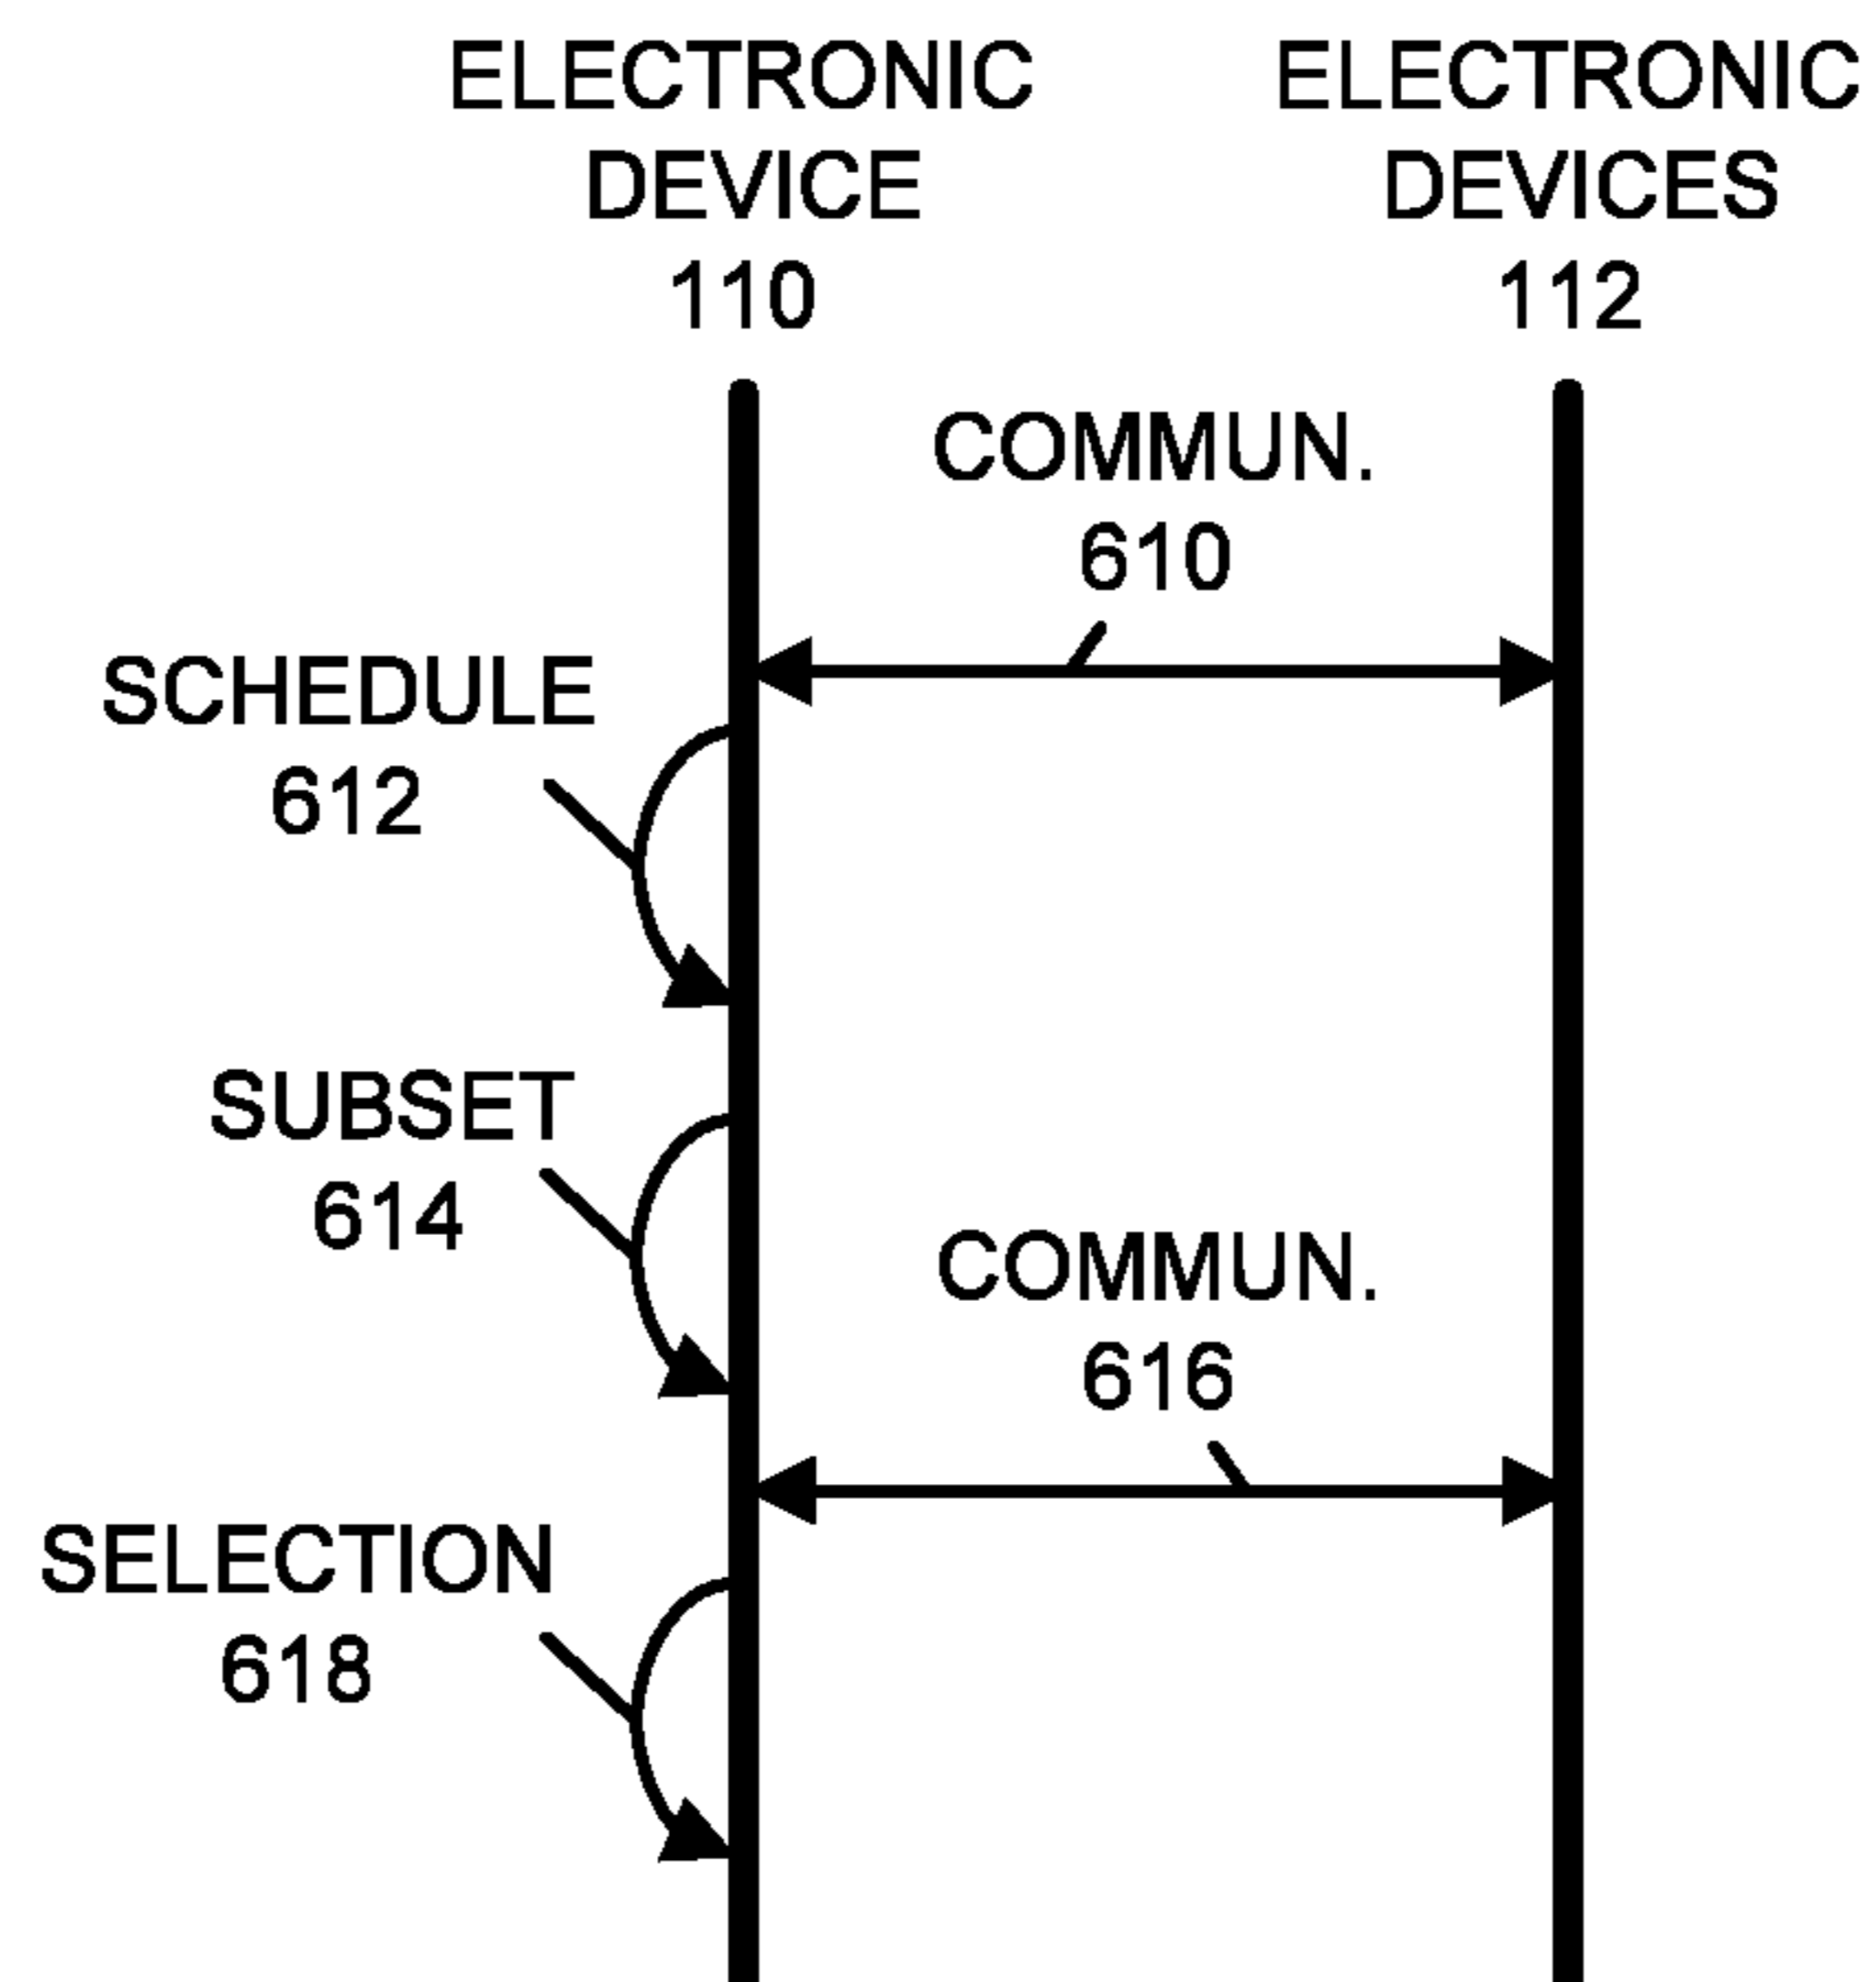 ELECTRONIC
DEVICE
110
ELECTRONIC
DEVICES
112
COMMUN.
610
SCHEDULE
612
SUBSET
614
COMMUN.
616
SELECTION
618